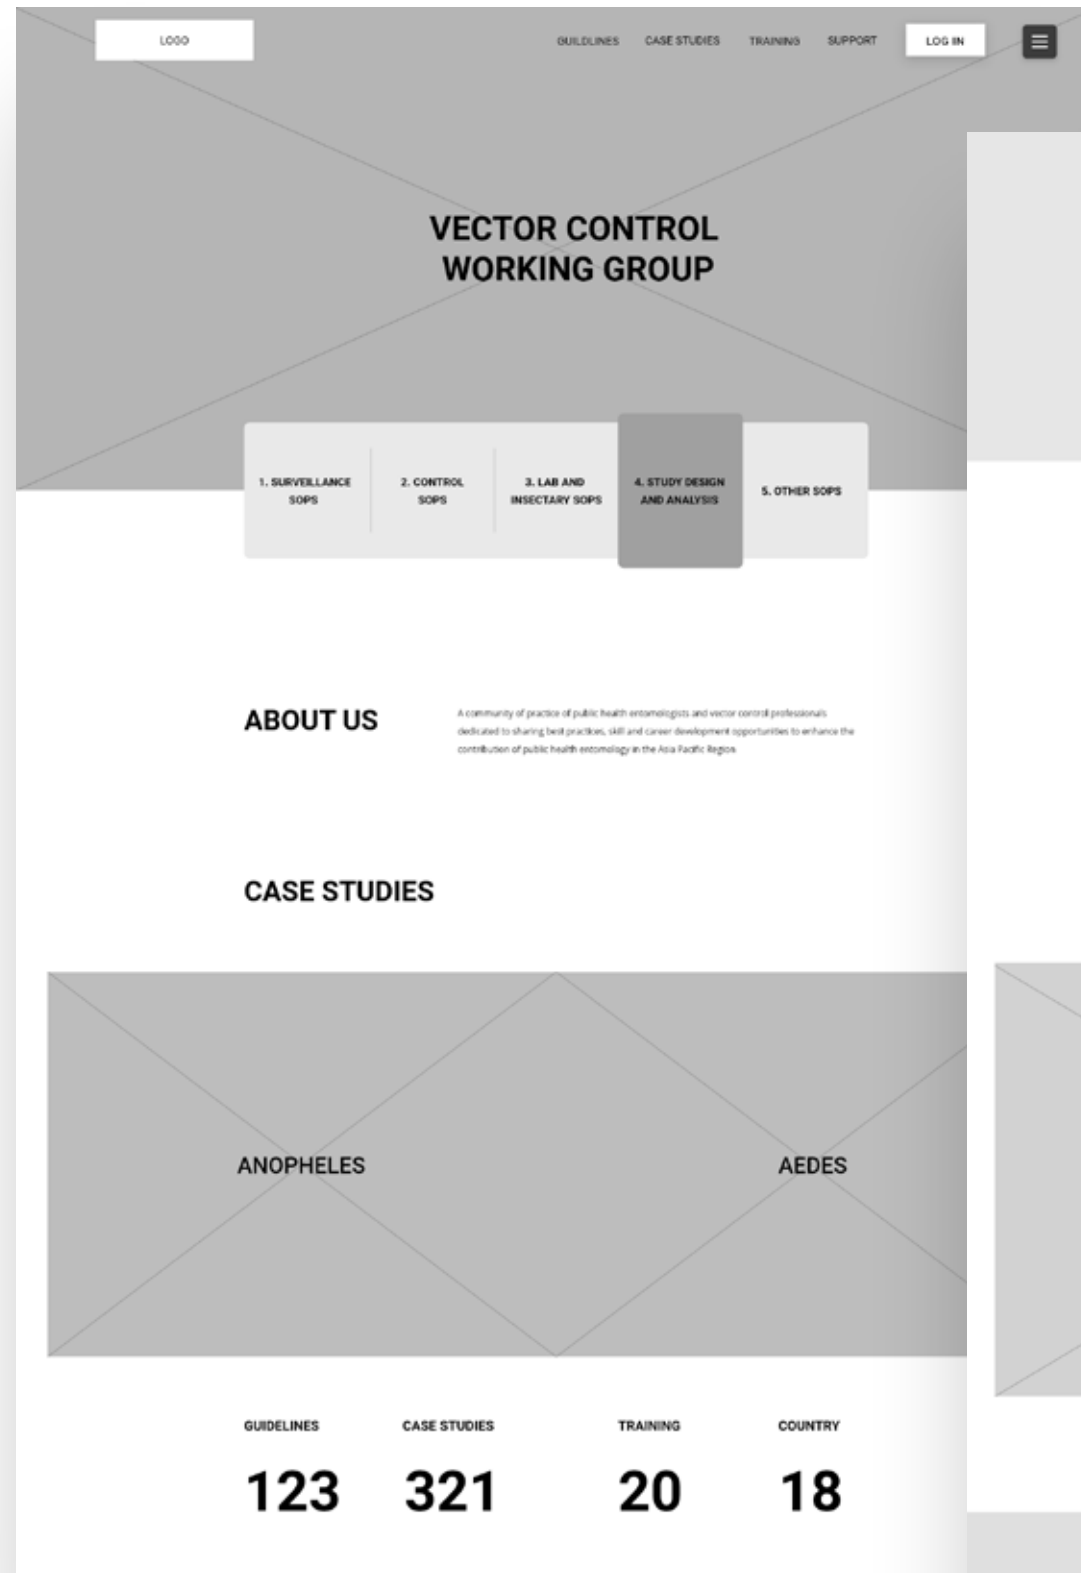 LOGO
GUILDLINES
CASE STUDIES
TRAINING
SUPPORT
LOG IN
VECTOR CONTROL
WORKING GROUP
1. SURVEILLANCE
SOPS
2. CONTROL
SOPS
3. LAB AND
INSECTARY SOPS
4. STUDY DESIGN
AND ANALYSIS
5. OTHER SOPS
ABOUT US
A community of practice of public health entomologists and vector control professionals
dedicated to sharing best practices, skill and career development opportunities to enhance the
contribution of public health entomology in the Asia Pacific Region
CASE STUDIES
ANOPHELES
AEDES
GUIDELINES
CASE STUDIES
TRAINING
COUNTRY
123
321
20
18